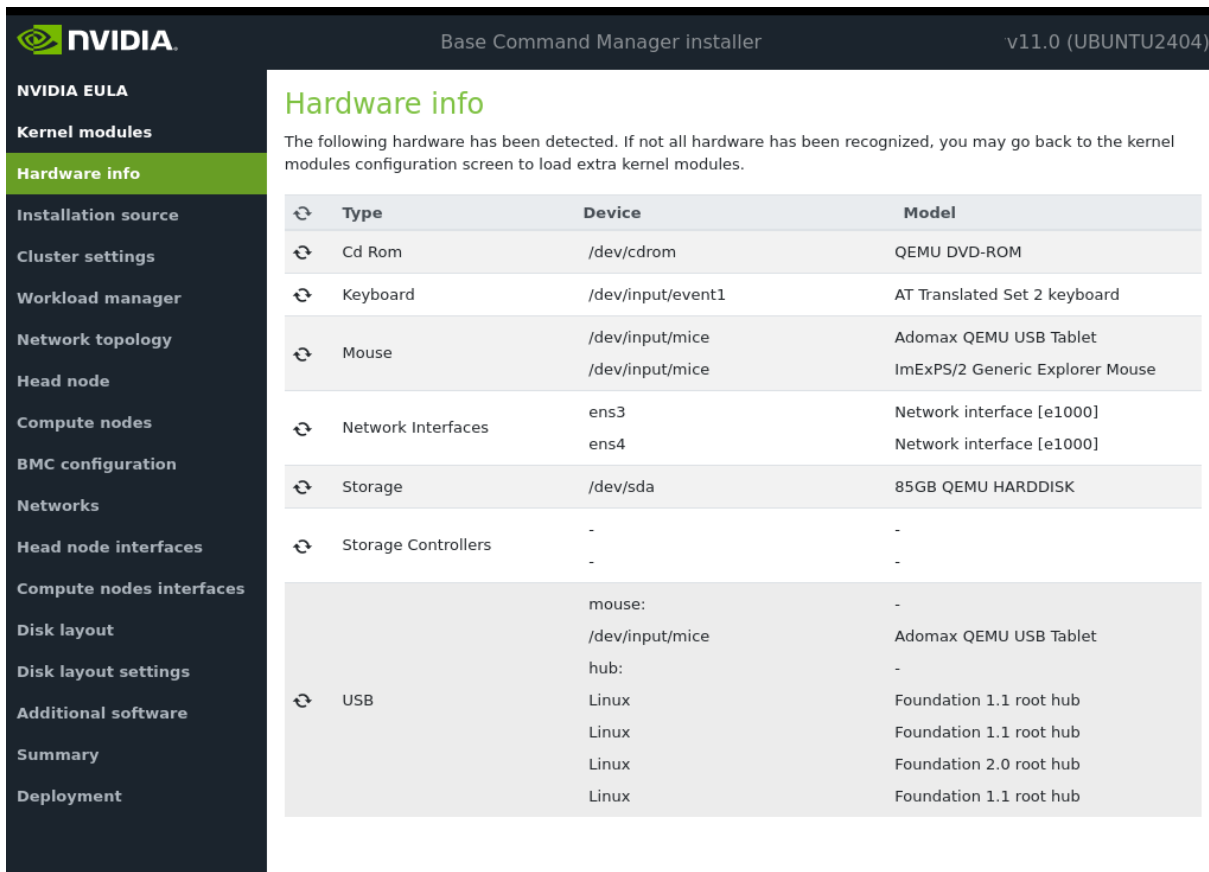 NVIDIA.
Base Command Manager installer
v11.0 (UBUNTU2404)
NVIDIA EULA
Kernel modules
Hardware info
Installation source
Cluster settings
Workload manager
Network topology
Head node
Compute nodes
BMC configuration
Networks
Head node interfaces
Compute nodes interfaces
Disk layout
Disk layout settings
Additional software
Summary
Deployment
Hardware info
The following hardware has been detected. If not all hardware has been recognized, you may go back to the kernel
modules configuration screen to load extra kernel modules.
Type Device Model
Cd Rom /dev/cdrom QEMU DVD-ROM
Keyboard /dev/input/event1 AT Translated Set 2 keyboard
Mouse
/dev/input/mice Adomax QEMU USB Tablet
/dev/input/mice ImExPS/2 Generic Explorer Mouse
Network Interfaces
ens3 Network interface [e1000]
ens4 Network interface [e1000]
Storage /dev/sda 85GB QEMU HARDDISK
Storage Controllers
- -
- -
USB
mouse: -
/dev/input/mice Adomax QEMU USB Tablet
hub: -
Linux Foundation 1.1 root hub
Linux Foundation 1.1 root hub
Linux Foundation 2.0 root hub
Linux Foundation 1.1 root hub